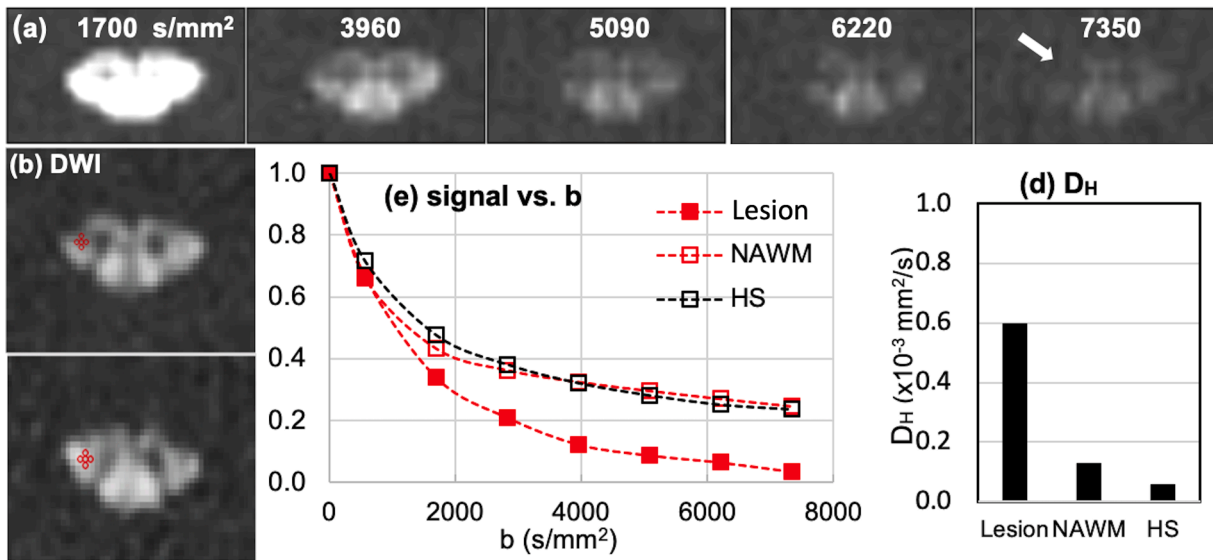 (a) 1700 s/mm² 3960 5090 6220 7350
(b) DWI
(e) signal vs. b
Lesion
NAWM
HS
1.0
0.8
0.6
0.4
0.2
0.0
0 2000 4000 6000 8000
b (s/mm²)
(d) D_H
D_H (x10⁻³ mm²/s)
1.0
0.8
0.6
0.4
0.2
0.0
Lesion NAWM HS